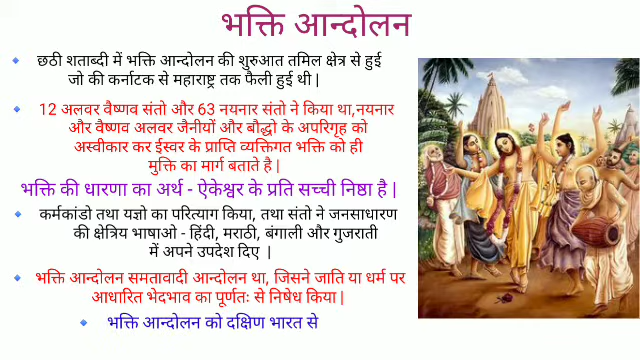 भक्ति आन्दोलन
छठी शताब्दी में भक्ति आन्दोलन की शुरुआत तमिल क्षेत्र से हुई
जो की कर्नाटक से महाराष्ट्र तक फैली हुई थी |
12 अलवर वैष्णव संतो और 63 नयनार संतो ने किया था,नयनार
और वैष्णव अलवर जैनीयों और बौद्धो के अपरिगृह को
अस्वीकार कर ईस्वर के प्राप्ति व्यक्तिगत भक्ति को ही
मुक्ति का मार्ग बताते है |
भक्ति की धारणा का अर्थ - ऐकेश्वर के प्रति सच्ची निष्ठा है |
कर्मकांडो तथा यज्ञो का परित्याग किया, तथा संतो ने जनसाधारण
की क्षेत्रिय भाषाओ - हिंदी, मराठी, बंगाली और गुजराती
में अपने उपदेश दिए |
भक्ति आन्दोलन समतावादी आन्दोलन था, जिसने जाति या धर्म पर
आधारित भेदभाव का पूर्णतः से निषेध किया |
भक्ति आन्दोलन को दक्षिण भारत से